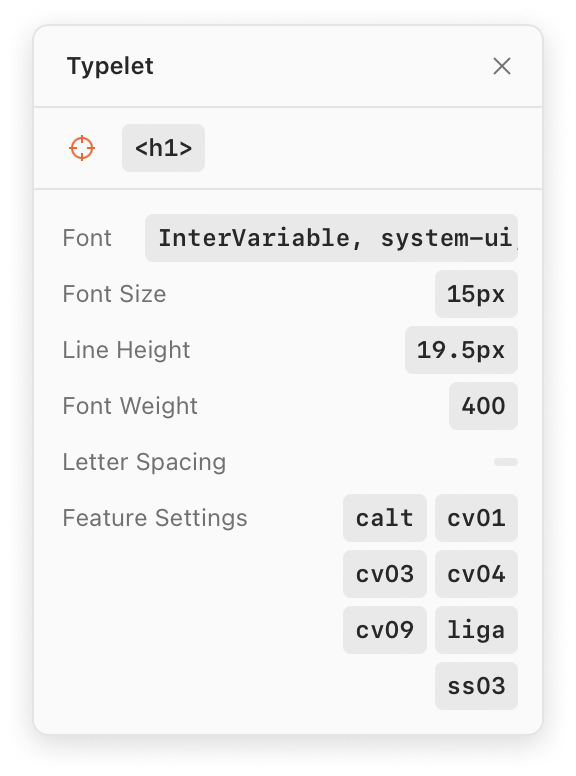 Typelet
<h1>
Font InterVariable, system-ui,
Font Size 15px
Line Height 19.5px
Font Weight 400
Letter Spacing
Feature Settings calt cv01
cv03 cv04
cv09 liga
ss03